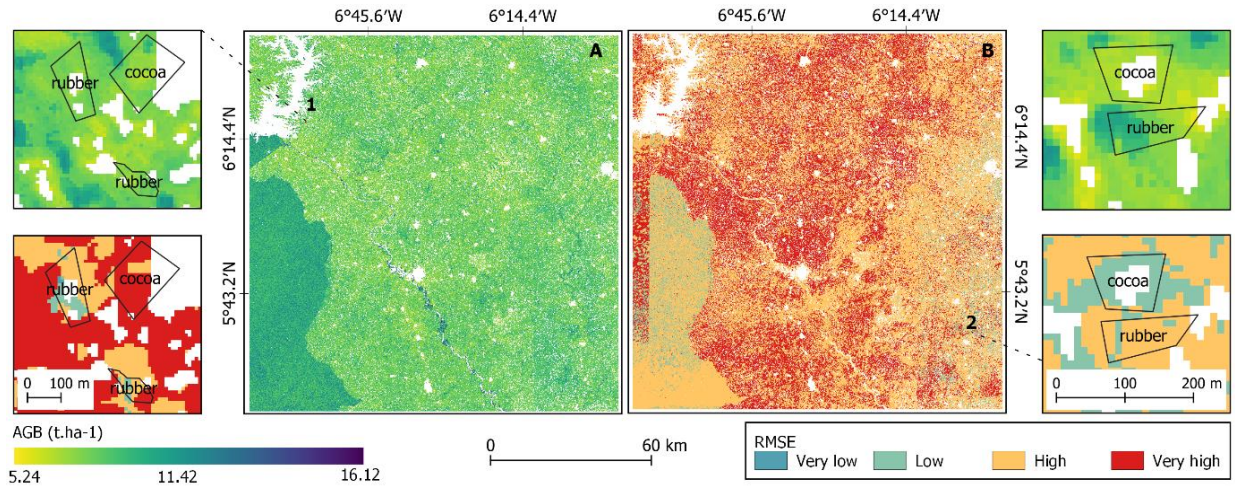 6°45.6'W
6°14.4'W
6°45.6'W
6°14.4'W
rubber
cocoa
rubber
A
1
B
2
cocoa
rubber
6°14.4'N
5°43.2'N
6°14.4'N
5°43.2'N
rubber
cocoa
rubber
0 100 m
cocoa
rubber
0 100 200 m
AGB (t.ha-1)
5.24 11.42 16.12
0 60 km
RMSE
Very low Low High Very high